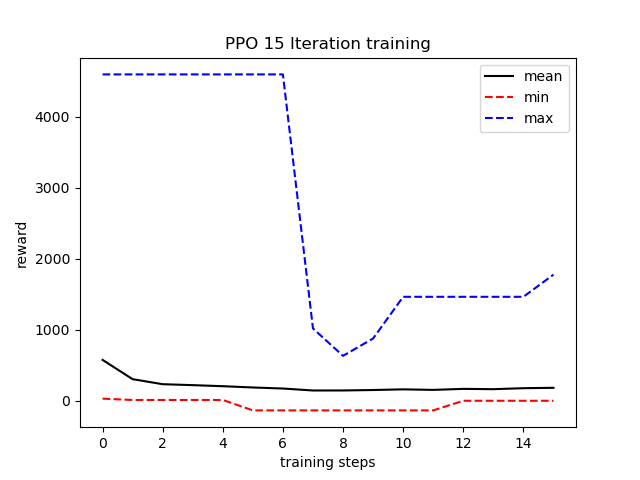 PPO 15 Iteration training
mean
min
max
reward
4000
3000
2000
1000
0
0 2 4 6 8 10 12 14
training steps